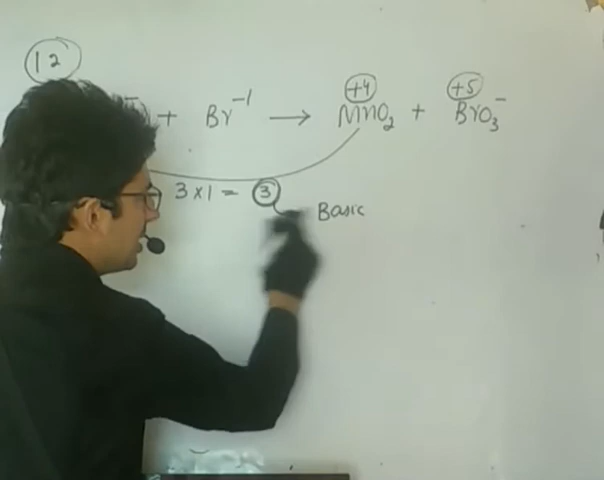 12
+ Br⁻¹ → MnO₂ + BrO₃⁻
+4 +5
3 × 1 = 3
Basic